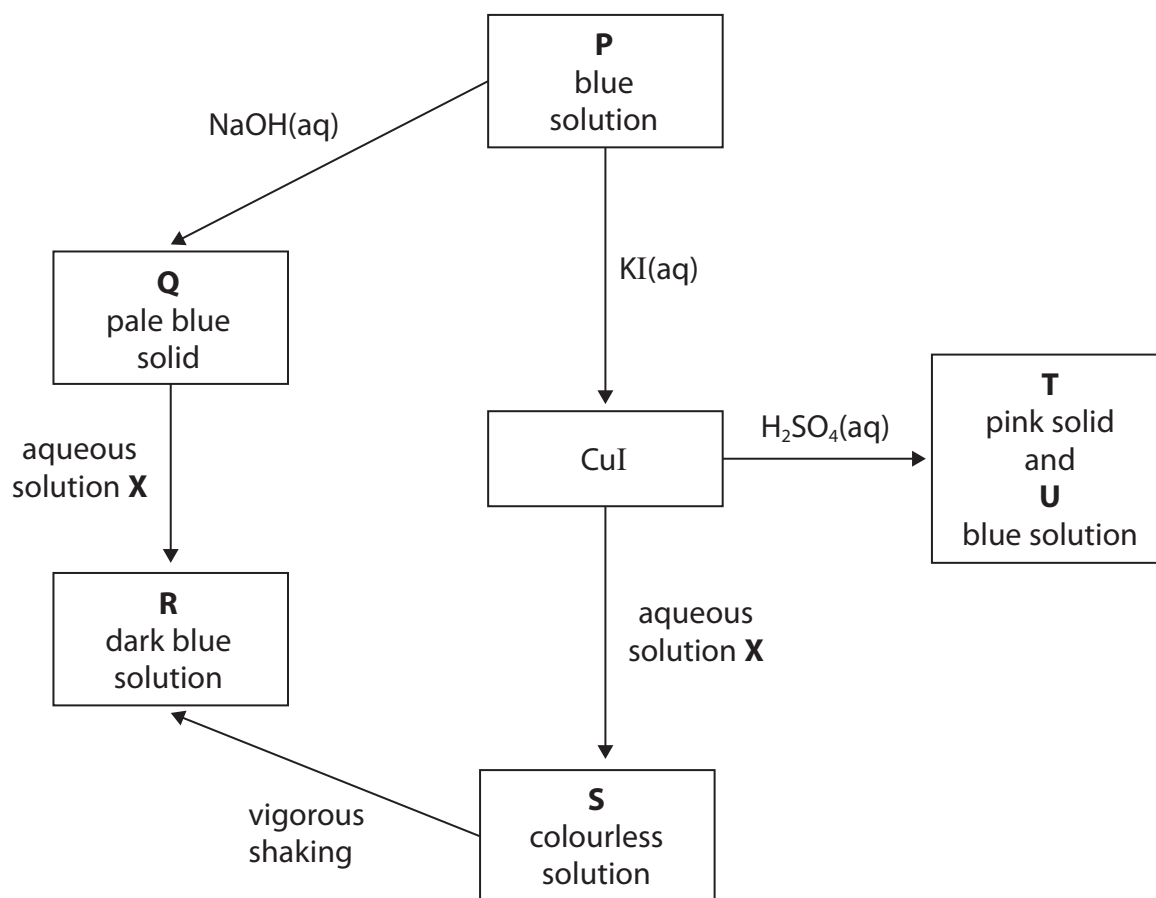 P
blue
solution
NaOH(aq)
KI(aq)
Q
pale blue
solid
T
pink solid
and
U
blue solution
H₂SO₄(aq)
CuI
aqueous
solution X
R
dark blue
solution
aqueous
solution X
S
colourless
solution
vigorous
shaking